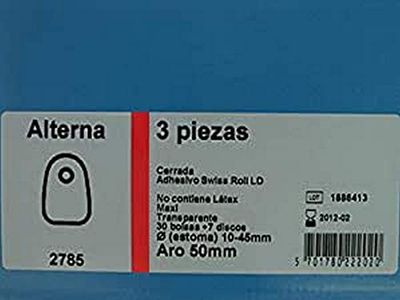 Alterna
2785
3 piezas
Cerrada
Adhesivo Swiss Roll LD
No contiene Látex
Maxi
Transparente
30 bolsas +7 discos
Ø (estoma) 10-45mm
Aro 50mm
LOT 1886413
2012-02
5 701780 222020